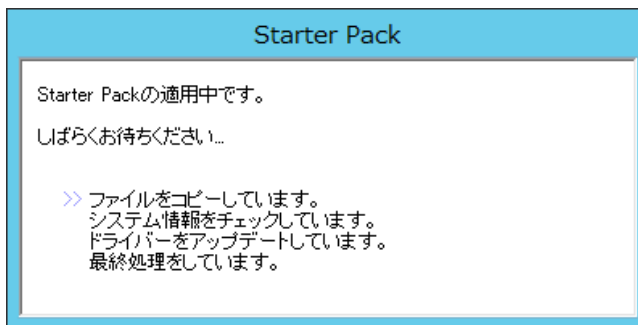 Starter Pack
Starter Packの適用中です。
しばらくお待ちください...
>> ファイルをコピーしています。
システム情報をチェックしています。
ドライバーをアップデートしています。
最終処理をしています。